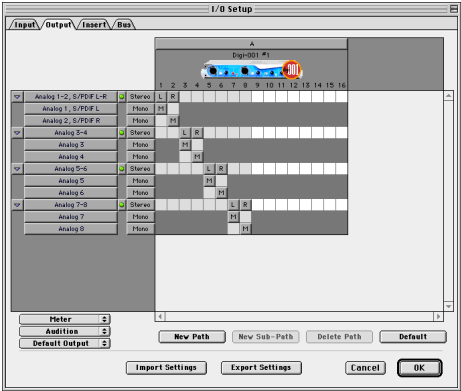 I/O Setup
Input Output Insert Bus
A
Digi-001 #1
001
1 2 3 4 5 6 7 8 9 10 11 12 13 14 15 16
Analog 1-2, S/PDIF L-R Stereo L R
Analog 1, S/PDIF L Mono M
Analog 2, S/PDIF R Mono M
Analog 3-4 Stereo L R
Analog 3 Mono M
Analog 4 Mono M
Analog 5-6 Stereo L R
Analog 5 Mono M
Analog 6 Mono M
Analog 7-8 Stereo L R
Analog 7 Mono M
Analog 8 Mono M
Meter
Audition
Default Output
New Path New Sub-Path Delete Path Default
Import Settings Export Settings Cancel OK